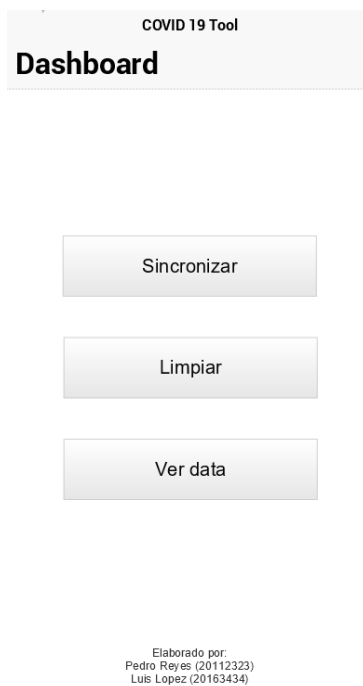 COVID 19 Tool
Dashboard
Sincronizar
Limpiar
Ver data
Elaborado por:
Pedro Reyes (20112323)
Luis Lopez (20163434)